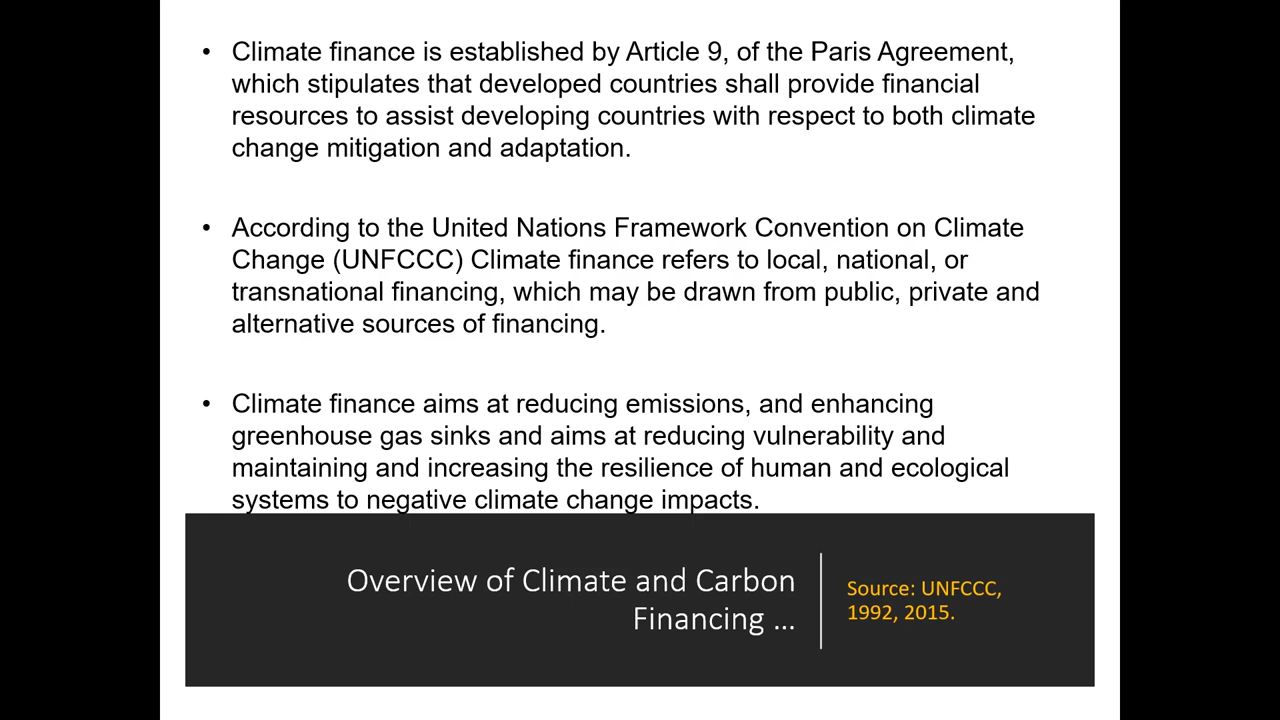 • Climate finance is established by Article 9, of the Paris Agreement,
which stipulates that developed countries shall provide financial
resources to assist developing countries with respect to both climate
change mitigation and adaptation.
• According to the United Nations Framework Convention on Climate
Change (UNFCCC) Climate finance refers to local, national, or
transnational financing, which may be drawn from public, private and
alternative sources of financing.
• Climate finance aims at reducing emissions, and enhancing
greenhouse gas sinks and aims at reducing vulnerability and
maintaining and increasing the resilience of human and ecological
systems to negative climate change impacts.
Overview of Climate and Carbon
Financing ...
Source: UNFCCC,
1992, 2015.